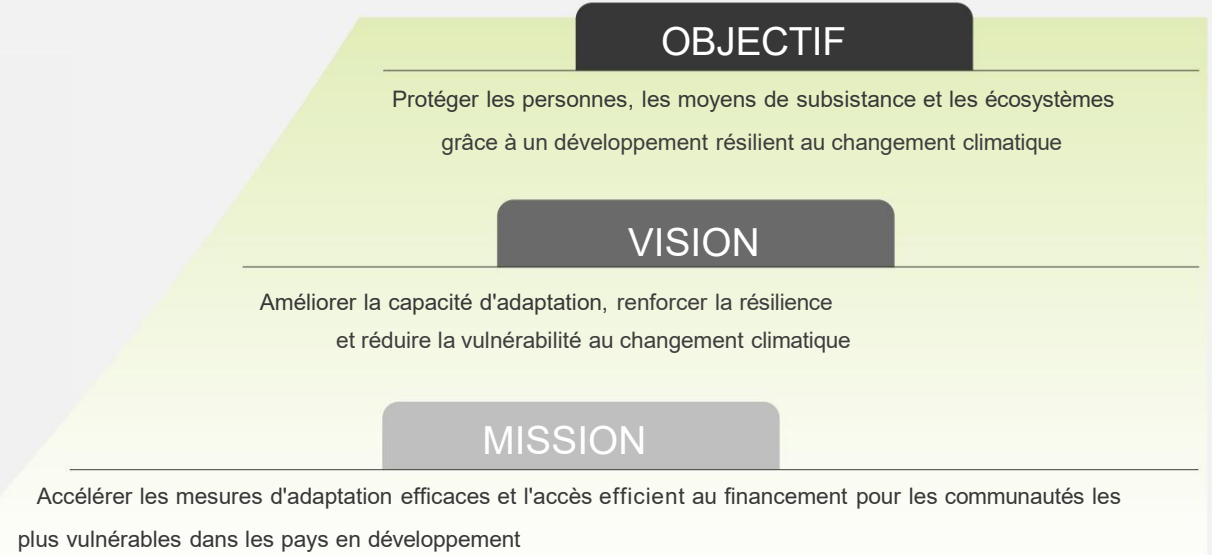 OBJECTIF
Protéger les personnes, les moyens de subsistance et les écosystèmes
grâce à un développement résilient au changement climatique
VISION
Améliorer la capacité d'adaptation, renforcer la résilience
et réduire la vulnérabilité au changement climatique
MISSION
Accélérer les mesures d'adaptation efficaces et l'accès efficient au financement pour les communautés les
plus vulnérables dans les pays en développement